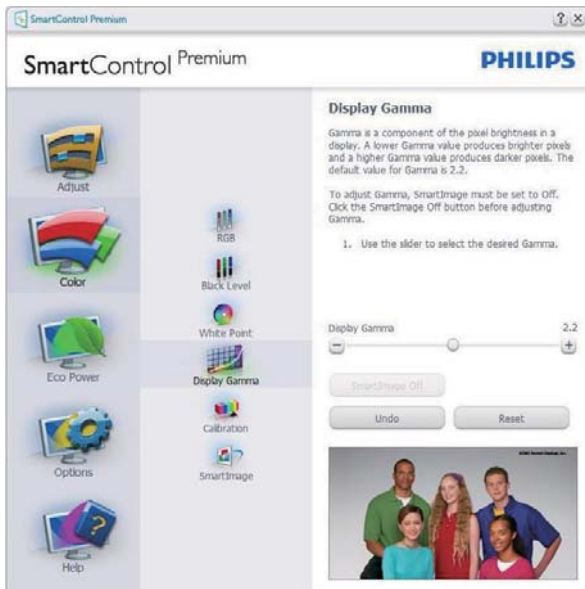 SmartControl Premium
? X
SmartControl Premium
PHILIPS
Adjust
Color
Eco Power
Options
Help
RGB
Black Level
White Point
Display Gamma
Calibration
SmartImage
Display Gamma
Gamma is a component of the pixel brightness in a
display. A lower Gamma value produces brighter pixels
and a higher Gamma value produces darker pixels. The
default value for Gamma is 2.2.
To adjust Gamma, SmartImage must be set to Off.
Click the SmartImage Off button before adjusting
Gamma.
1. Use the slider to select the desired Gamma.
Display Gamma 2.2
SmartImage Off
Undo Reset